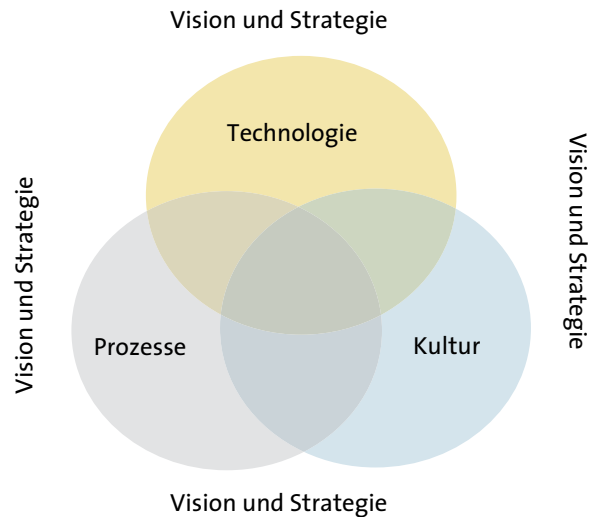 Vision und Strategie
Technologie
Vision und Strategie
Vision und Strategie
Prozesse
Kultur
Vision und Strategie